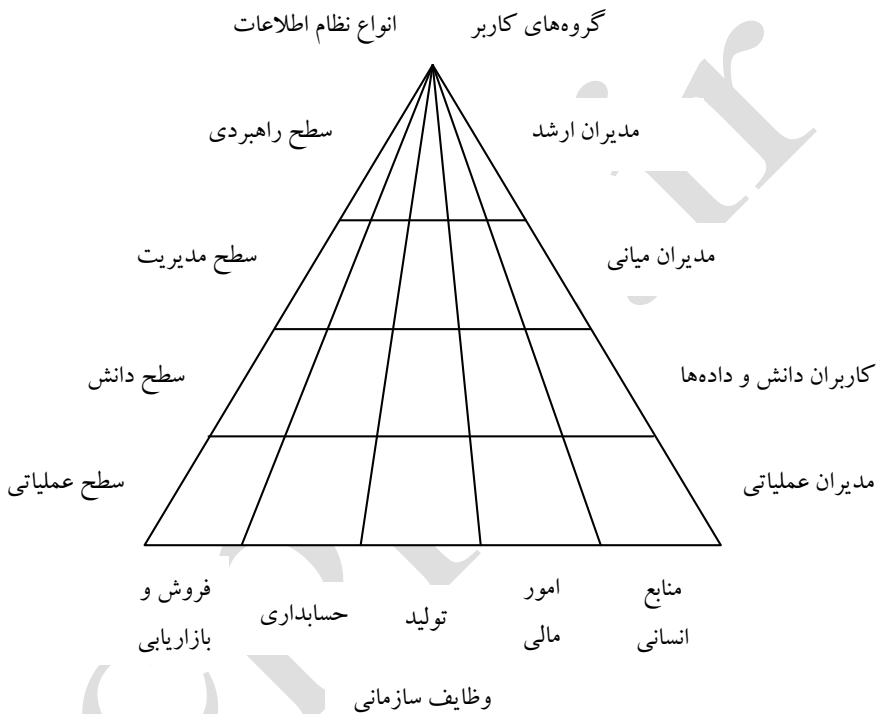 گروه‌های کاربر
انواع نظام اطلاعات
مدیران ارشد
سطح راهبردی
مدیران میانی
سطح مدیریت
کاربران دانش و داده‌ها
سطح دانش
مدیران عملیاتی
سطح عملیاتی
منابع
انسانی
امور
مالی
تولید
حسابداری
فروش و
بازاریابی
وظایف سازمانی